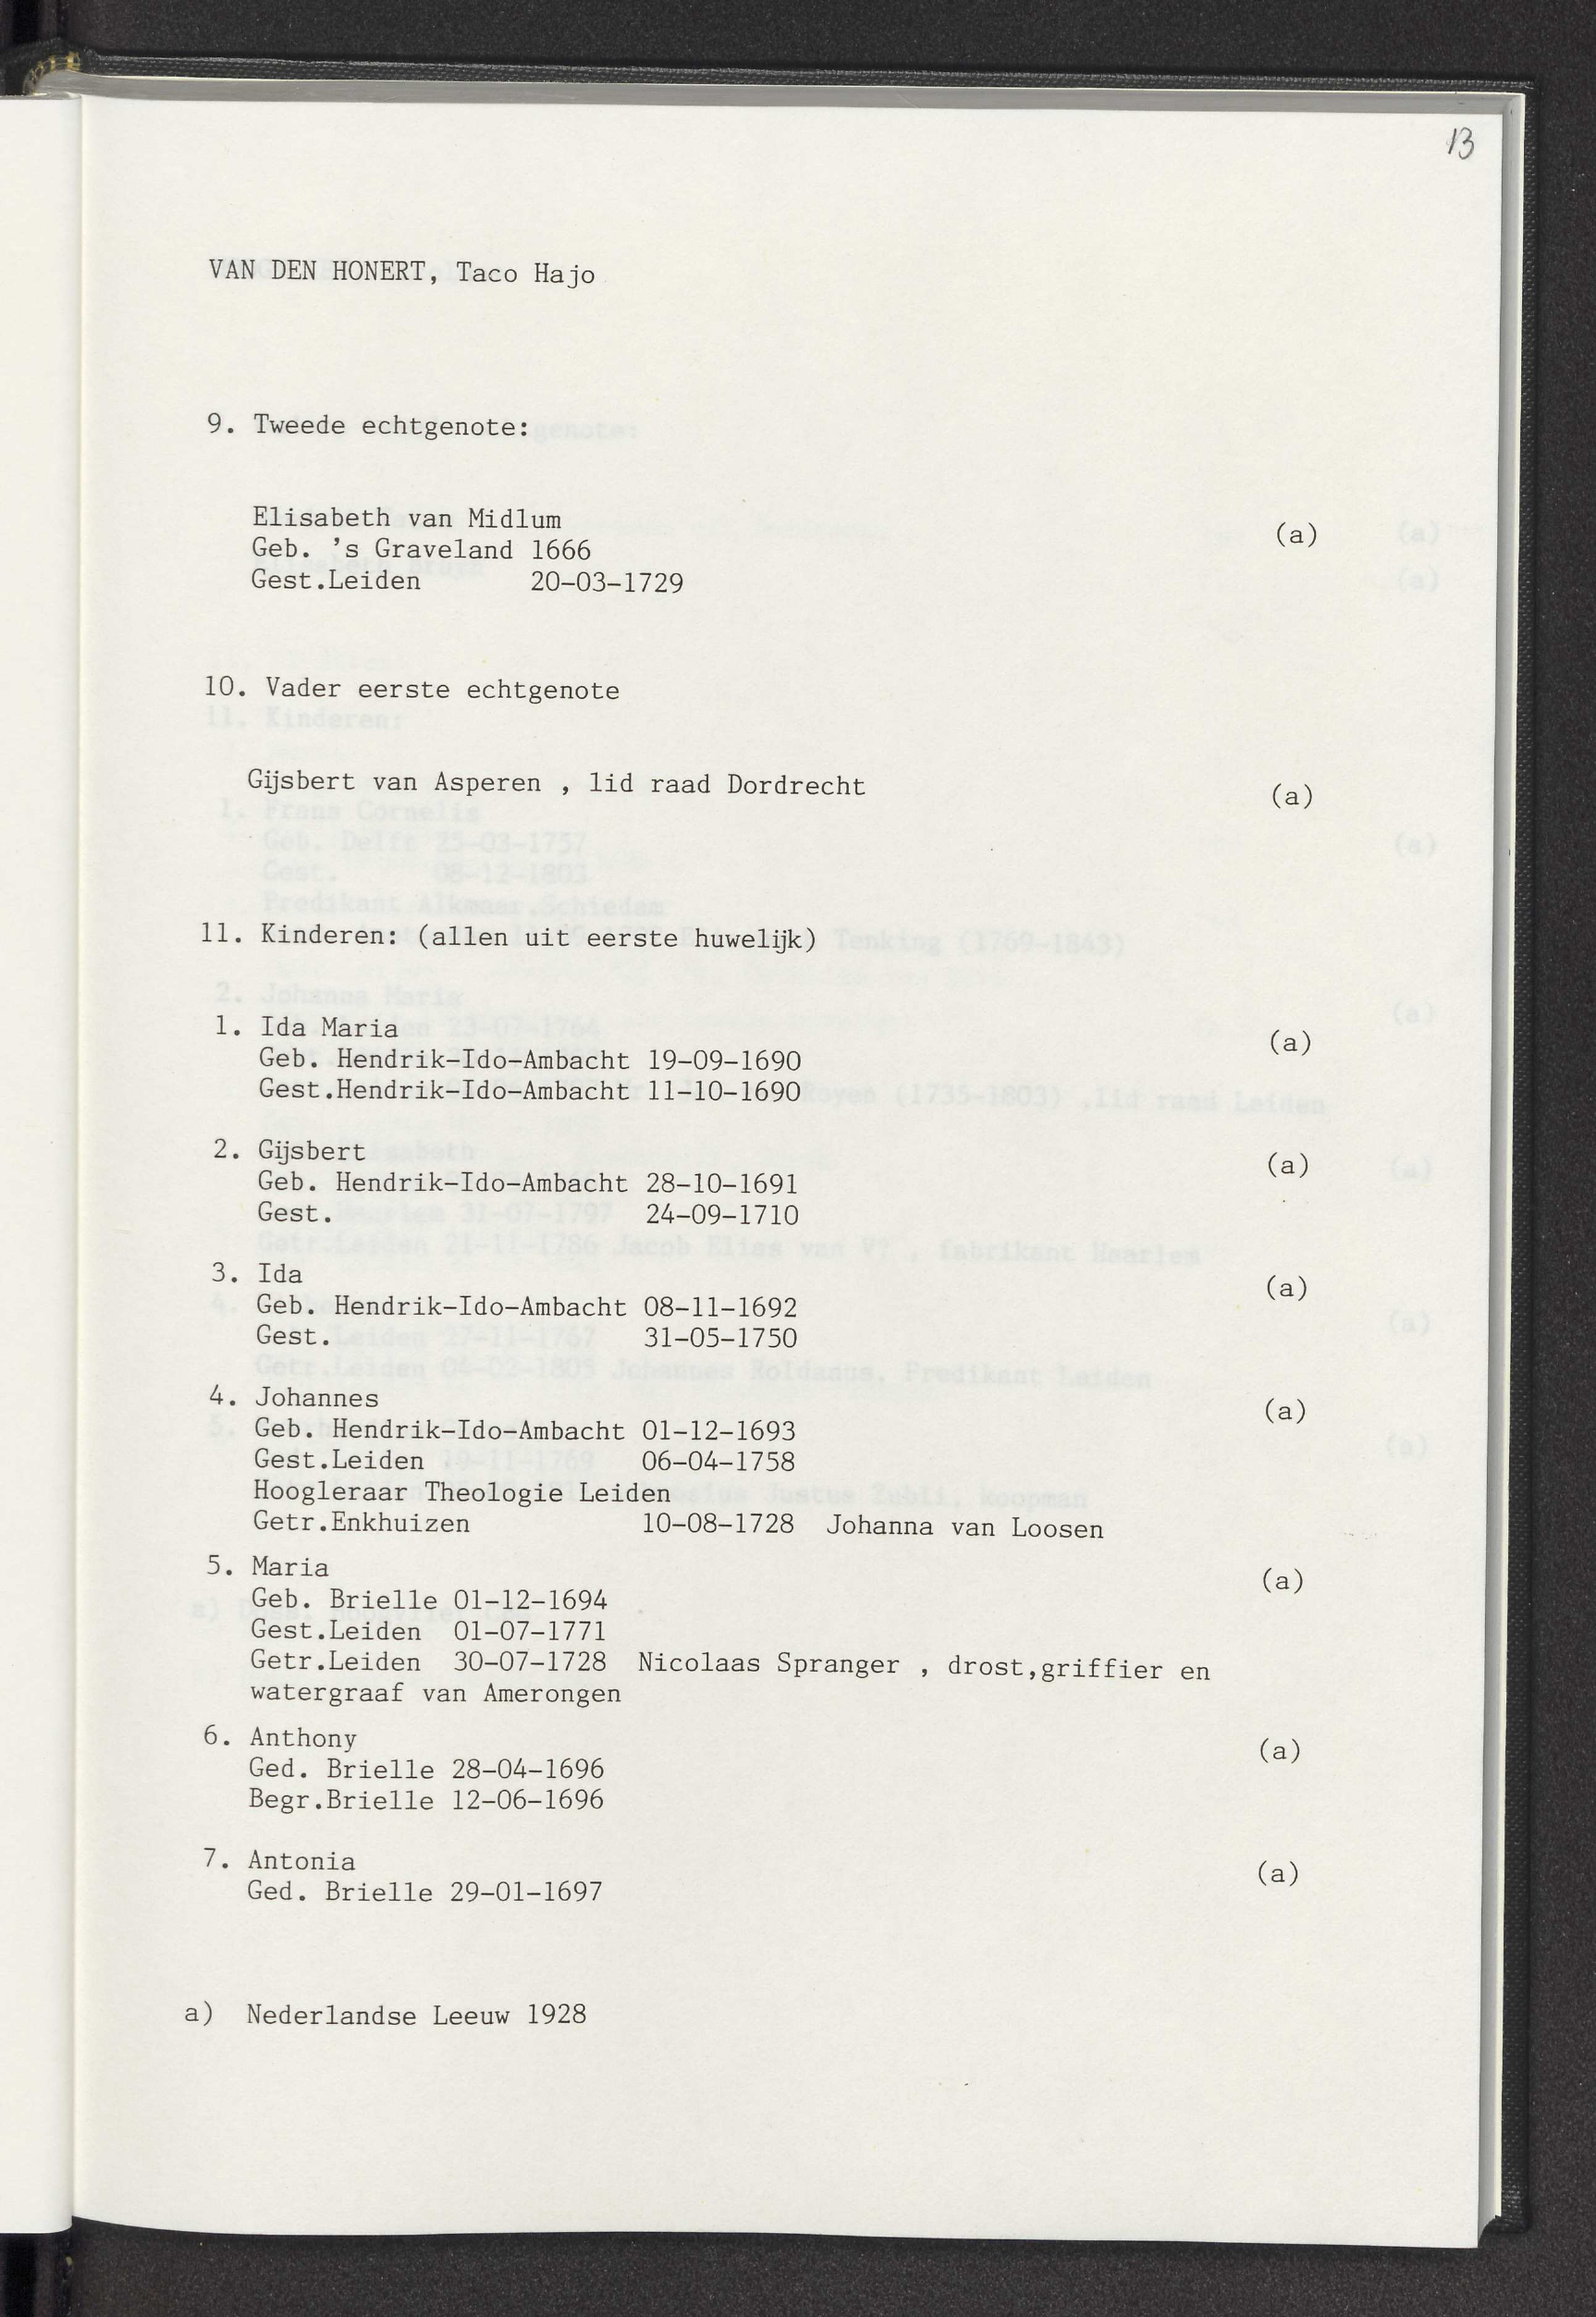 13
VAN DEN HONERT, Taco Hajo
9. Tweede echtgenote:
Elisabeth van Midlum (a)
Geb. 's Graveland 1666
Gest.Leiden 20-03-1729
10. Vader eerste echtgenote
Gijsbert van Asperen , lid raad Dordrecht (a)
11. Kinderen: (allen uit eerste huwelijk)
1. Ida Maria (a)
Geb. Hendrik-Ido-Ambacht 19-09-1690
Gest.Hendrik-Ido-Ambacht 11-10-1690
2. Gijsbert (a)
Geb. Hendrik-Ido-Ambacht 28-10-1691
Gest. 24-09-1710
3. Ida (a)
Geb. Hendrik-Ido-Ambacht 08-11-1692
Gest. 31-05-1750
4. Johannes (a)
Geb. Hendrik-Ido-Ambacht 01-12-1693
Gest.Leiden 06-04-1758
Hoogleraar Theologie Leiden
Getr.Enkhuizen 10-08-1728 Johanna van Loosen
5. Maria (a)
Geb. Brielle 01-12-1694
Gest.Leiden 01-07-1771
Getr.Leiden 30-07-1728 Nicolaas Spranger , drost,griffier en
watergraaf van Amerongen
6. Anthony (a)
Ged. Brielle 28-04-1696
Begr.Brielle 12-06-1696
7. Antonia (a)
Ged. Brielle 29-01-1697
a) Nederlandse Leeuw 1928